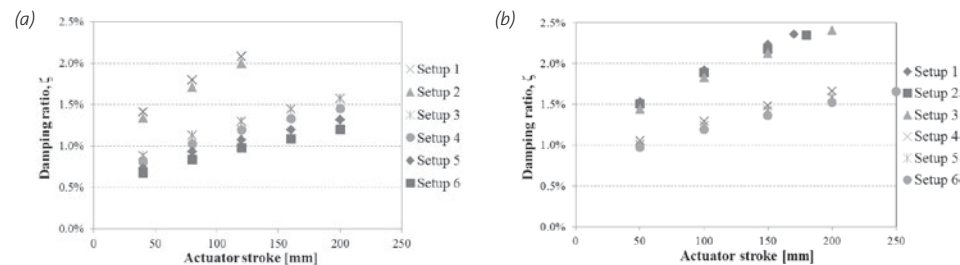 (a)
Damping ratio, ζ
2.5%
2.0%
1.5%
1.0%
0.5%
0.0%
0 50 100 150 200 250
Actuator stroke [mm]
Setup 1
Setup 2
Setup 3
Setup 4
Setup 5
Setup 6
(b)
Damping ratio, ζ
2.5%
2.0%
1.5%
1.0%
0.5%
0.0%
0 50 100 150 200 250
Actuator stroke [mm]
Setup 1
Setup 2
Setup 3
Setup 4
Setup 5
Setup 6